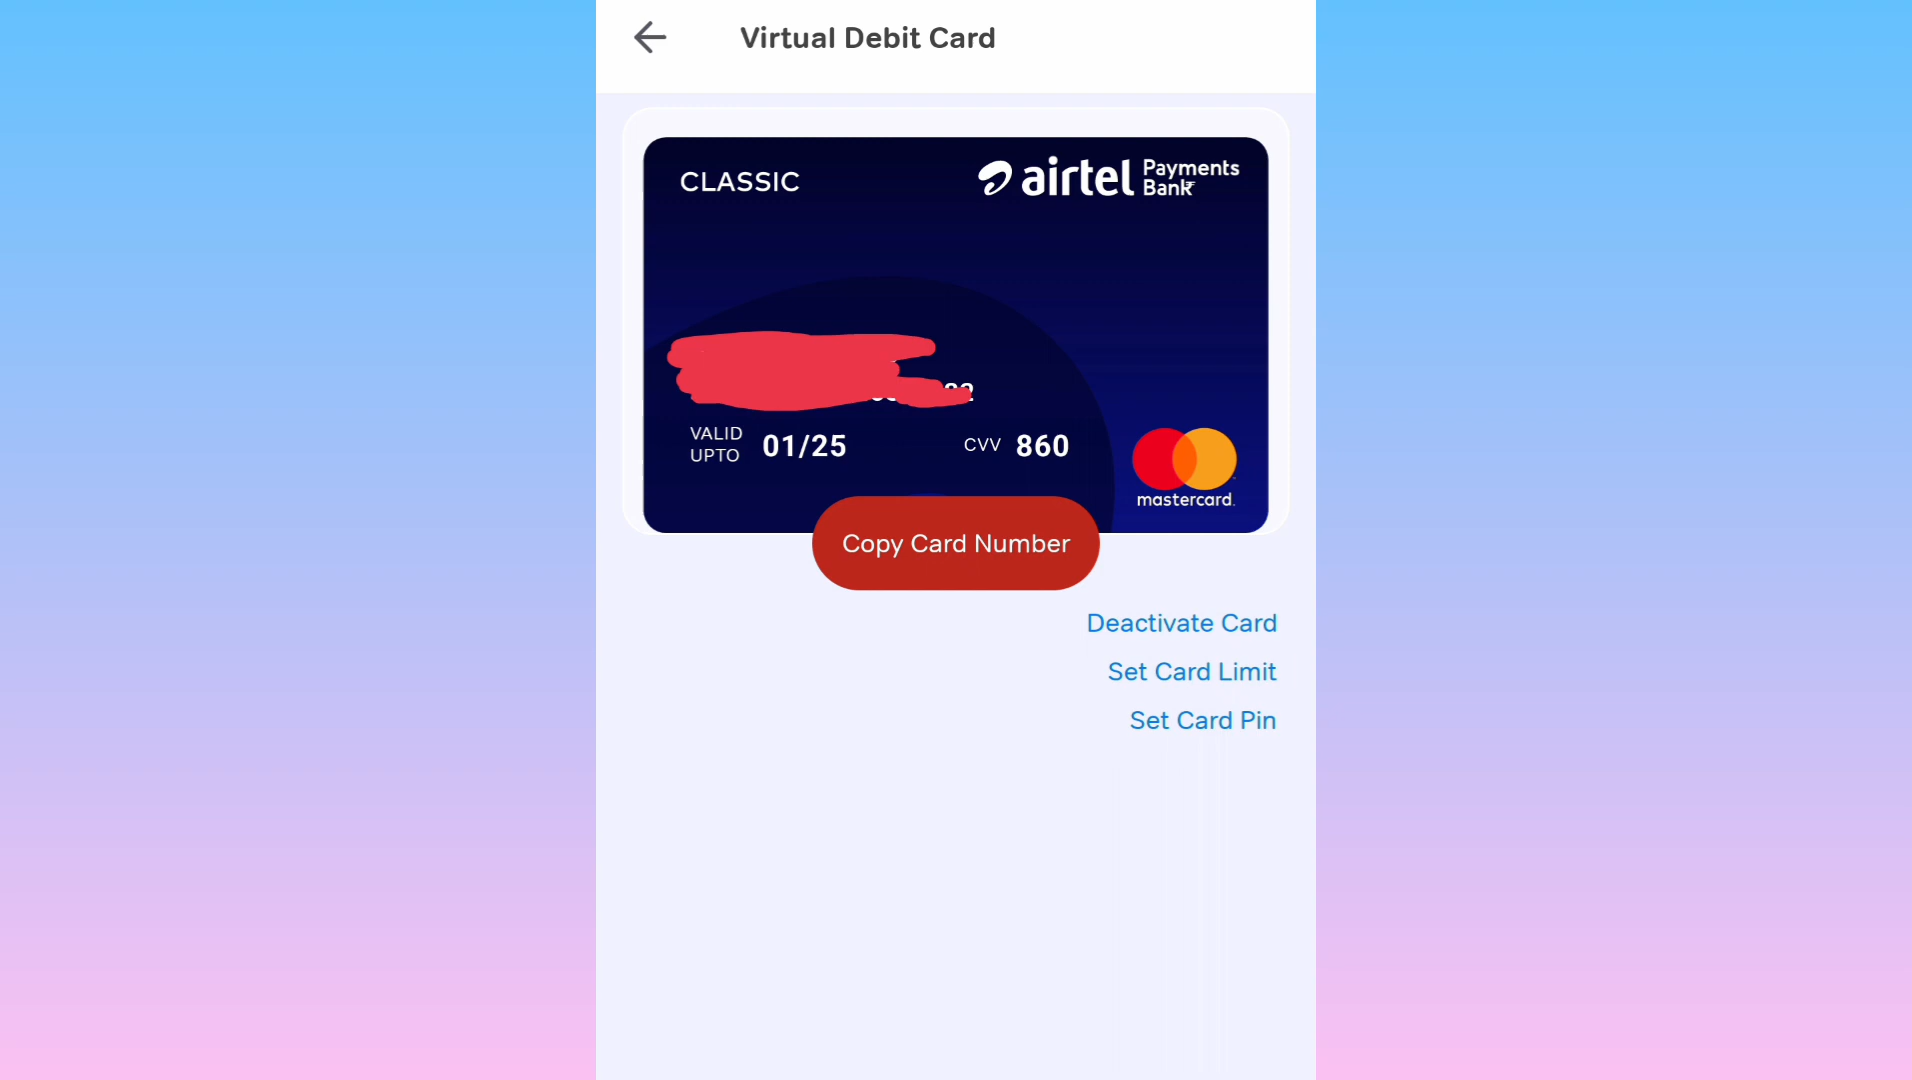 Virtual Debit Card
CLASSIC
airtel Payments
Bank
VALID
UPTO 01/25 CVV 860
mastercard.
Copy Card Number
Deactivate Card
Set Card Limit
Set Card Pin